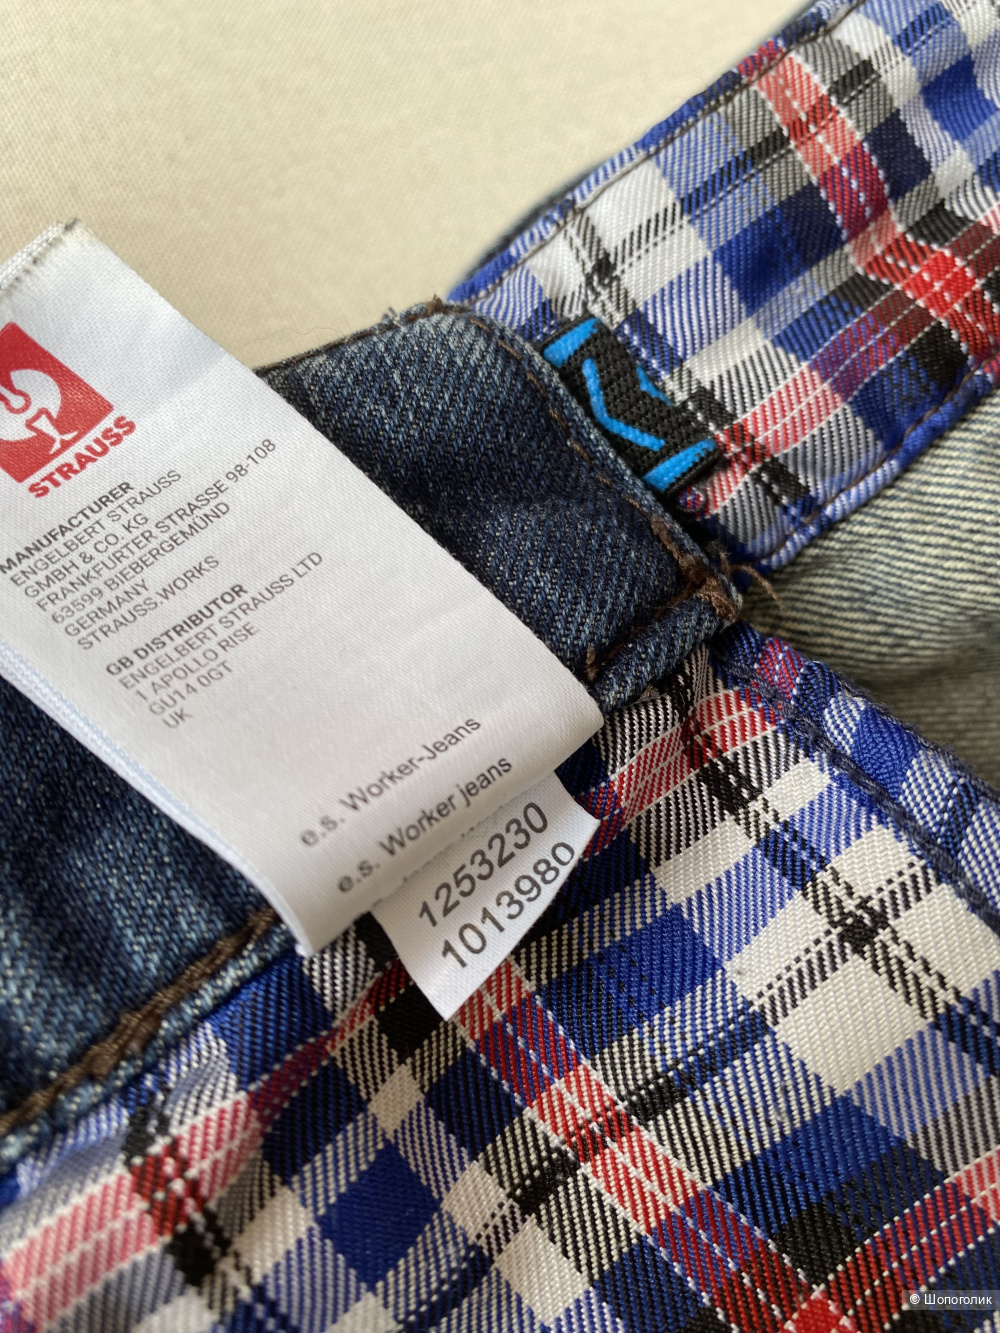 STRAUSS
MANUFACTURER
ENGELBERT STRAUSS
GMBH & CO. KG
FRANKFURTER STRASSE 98-108
63599 BIEBERGEMÜND
GERMANY
STRAUSS.WORKS
GB DISTRIBUTOR
ENGELBERT STRAUSS LTD
1 APOLLO RISE
GU14 0GT
UK
e.s. Worker-Jeans
e.s. Worker jeans
1253230
1013980
© Шопоголик